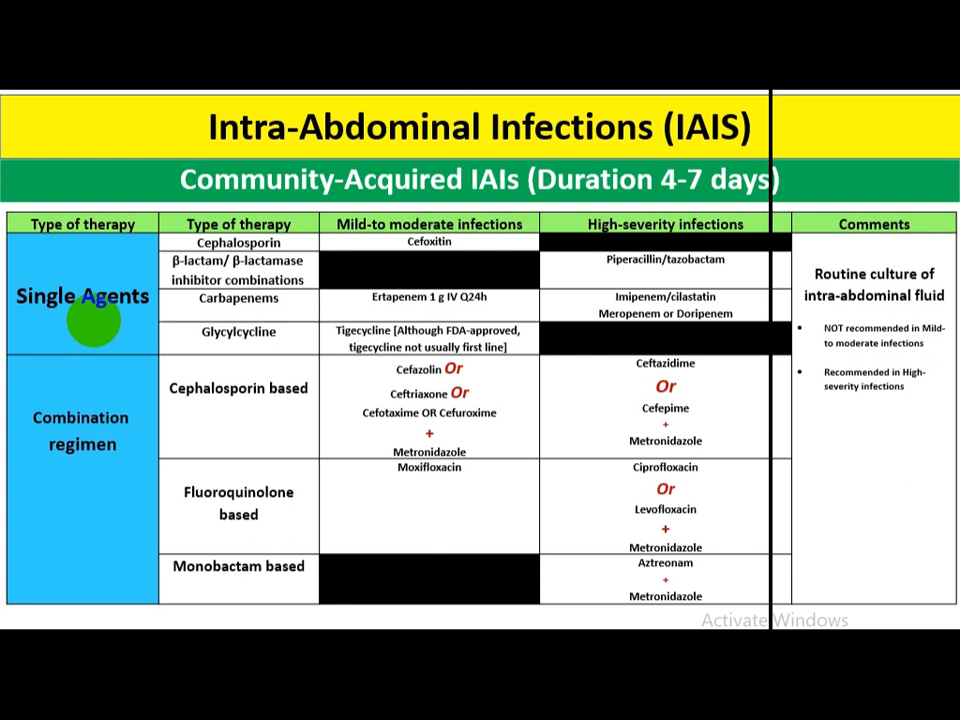 Intra-Abdominal Infections (IAIS)
Community-Acquired IAIs (Duration 4-7 days)
Type of therapy
Type of therapy
Mild-to moderate infections
High-severity infections
Comments
Single Agents
Cephalosporin
Cefoxitin
β-lactam/ β-lactamase
inhibitor combinations
Piperacillin/tazobactam
Carbapenems
Ertapenem 1 g IV Q24h
Imipenem/cilastatin
Meropenem or Doripenem
Glycylcycline
Tigecycline [Although FDA-approved,
tigecycline not usually first line]
Routine culture of
intra-abdominal fluid
• NOT recommended in Mild-
to moderate infections
• Recommended in High-
severity infections
Combination
regimen
Cephalosporin based
Cefazolin Or
Ceftriaxone Or
Cefotaxime OR Cefuroxime
+
Metronidazole
Ceftazidime
Or
Cefepime
+
Metronidazole
Fluoroquinolone
based
Moxifloxacin
Ciprofloxacin
Or
Levofloxacin
+
Metronidazole
Monobactam based
Aztreonam
+
Metronidazole
Activate Windows